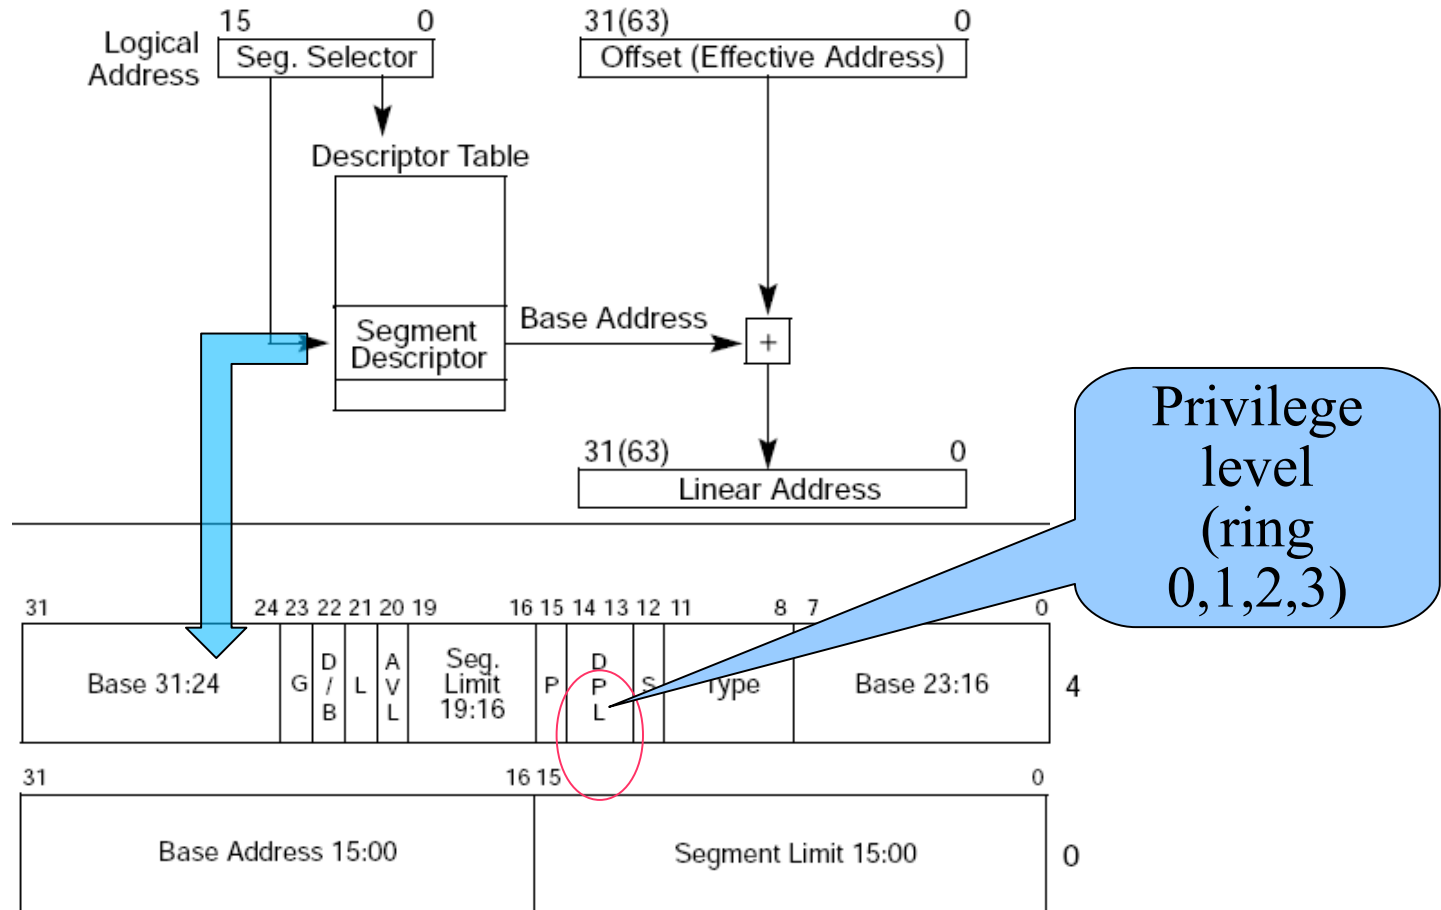 15 0
31(63) 0
Logical
Address
Seg. Selector
Offset (Effective Address)
Descriptor Table
Segment
Descriptor
Base Address
+
31(63) 0
Linear Address
Privilege
level
(ring
0,1,2,3)
31 24 23 22 21 20 19 16 15 14 13 12 11 8 7 0
Base 31:24
G
D
/
B
L
A
V
L
Seg.
Limit
19:16
P
D
P
L
S
Type
Base 23:16
4
31 16 15 0
Base Address 15:00
Segment Limit 15:00
0